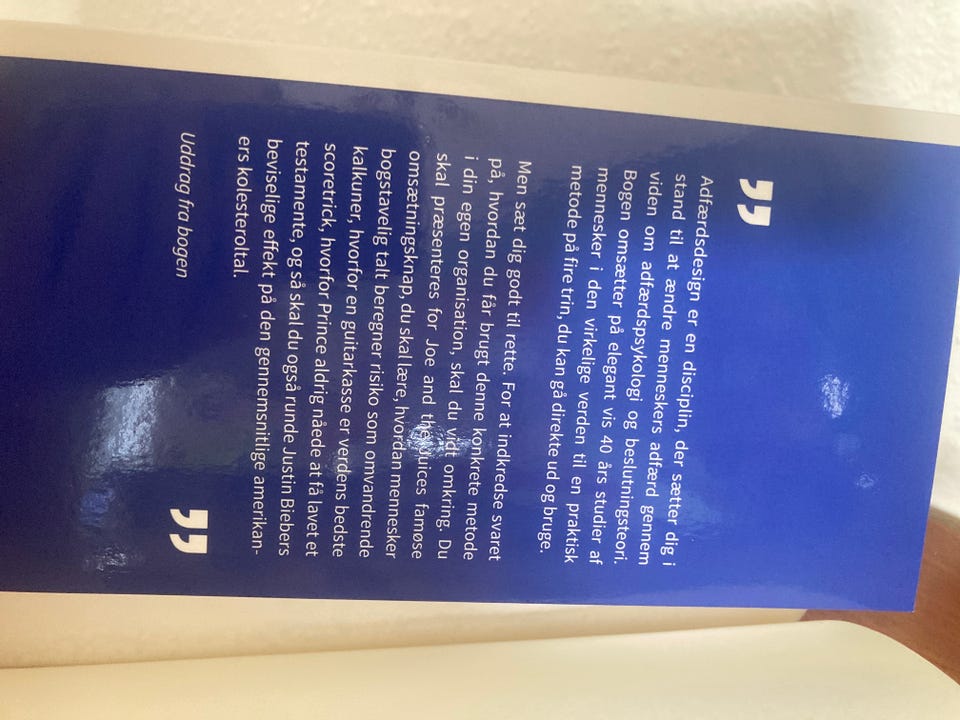 ”
Adfærdsdesign er en disciplin, der sætter dig i
stand til at ændre menneskers adfærd gennem
viden om adfærdspsykologi og beslutningsteori.
Bogen omsætter på elegant vis 40 års studier af
mennesker i den virkelige verden til en praktisk
metode på fire trin, du kan gå direkte ud og bruge.
Men sæt dig godt til rette. For at indkredse svaret
på, hvordan du får brugt denne konkrete metode
i din egen organisation, skal du vidt omkring. Du
skal præsenteres for Joe and the Juices famøse
omsætningsknap, du skal lære, hvordan mennesker
bogstavelig talt beregner risiko som omvandrende
kalkuner, hvorfor en guitarkasse er verdens bedste
scoretrick, hvorfor Prince aldrig nåede at få lavet et
testamente, og så skal du også runde Justin Biebers
beviselige effekt på den gennemsnitlige amerikan-
ers kolesteroltal.
”
Uddrag fra bogen